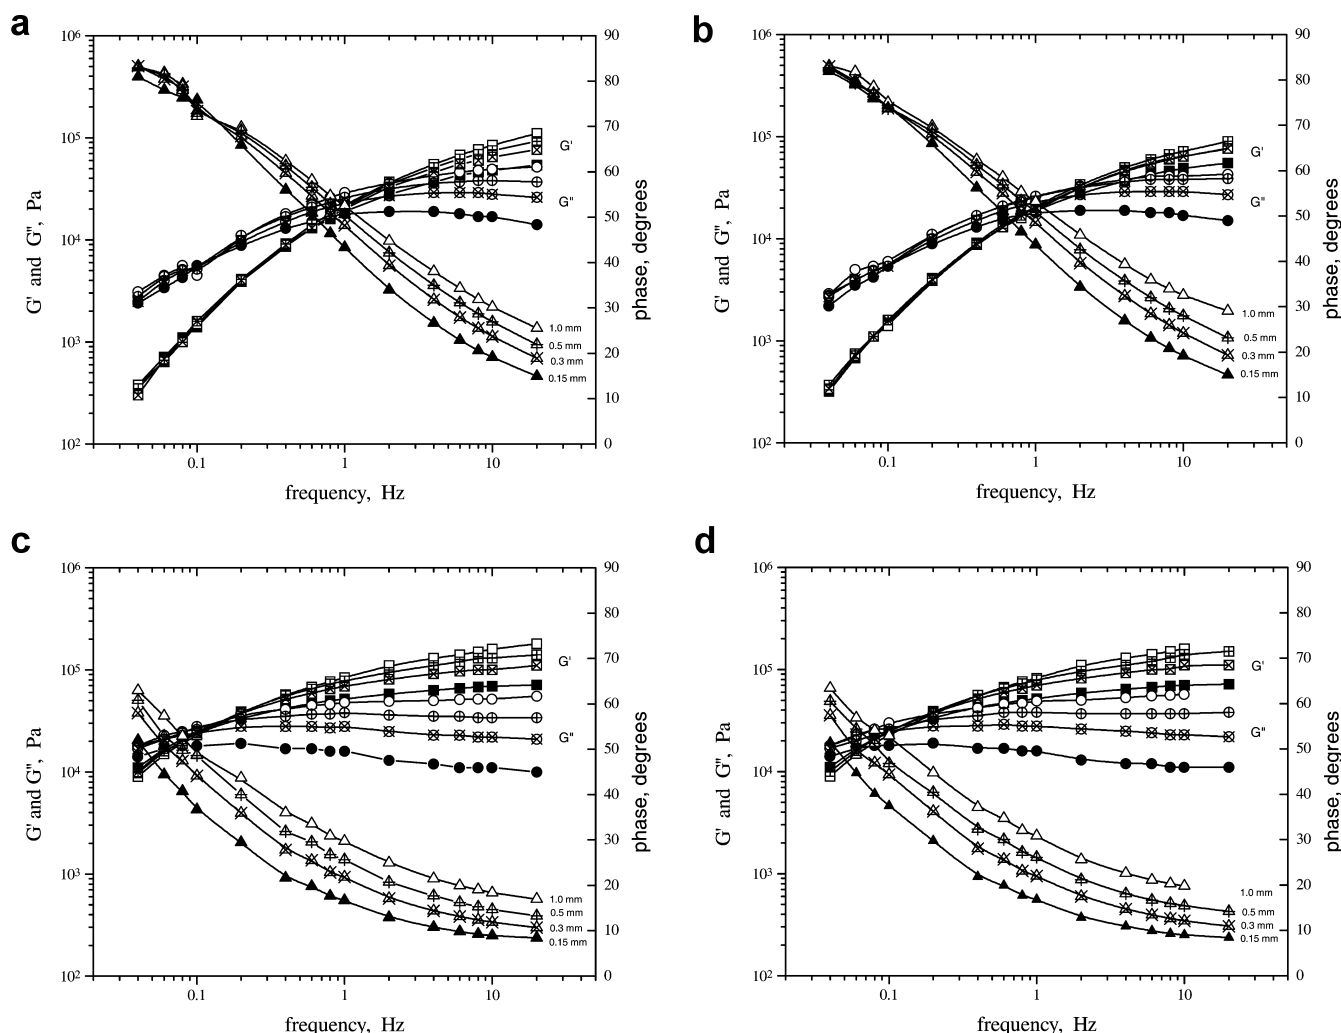 a
10⁶
10⁵
10⁴
10³
10²
G' and G'', Pa
0.1 1 10
frequency, Hz
90
80
70
60
50
40
30
20
10
0
phase, degrees
G'
G''
1.0 mm
0.5 mm
0.3 mm
0.15 mm
b
10⁶
10⁵
10⁴
10³
10²
G' and G'', Pa
0.1 1 10
frequency, Hz
90
80
70
60
50
40
30
20
10
0
phase, degrees
G'
G''
1.0 mm
0.5 mm
0.3 mm
0.15 mm
c
10⁶
10⁵
10⁴
10³
10²
G' and G'', Pa
0.1 1 10
frequency, Hz
90
80
70
60
50
40
30
20
10
0
phase, degrees
G'
G''
1.0 mm
0.5 mm
0.3 mm
0.15 mm
d
10⁶
10⁵
10⁴
10³
10²
G' and G'', Pa
0.1 1 10
frequency, Hz
90
80
70
60
50
40
30
20
10
0
phase, degrees
G'
G''
1.0 mm
0.5 mm
0.3 mm
0.15 mm